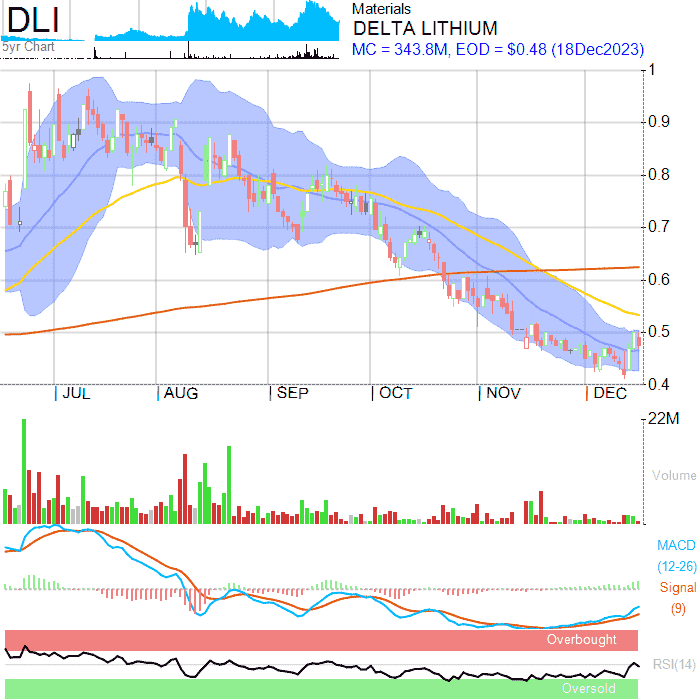 DLI
5yr Chart
Materials
DELTA LITHIUM
MC = 343.8M, EOD = $0.48 (18Dec2023)
1
0.9
0.8
0.7
0.6
0.5
0.4
JUL AUG SEP OCT NOV DEC
22M
Volume
MACD
(12-26)
Signal
(9)
Overbought
RSI(14)
Oversold